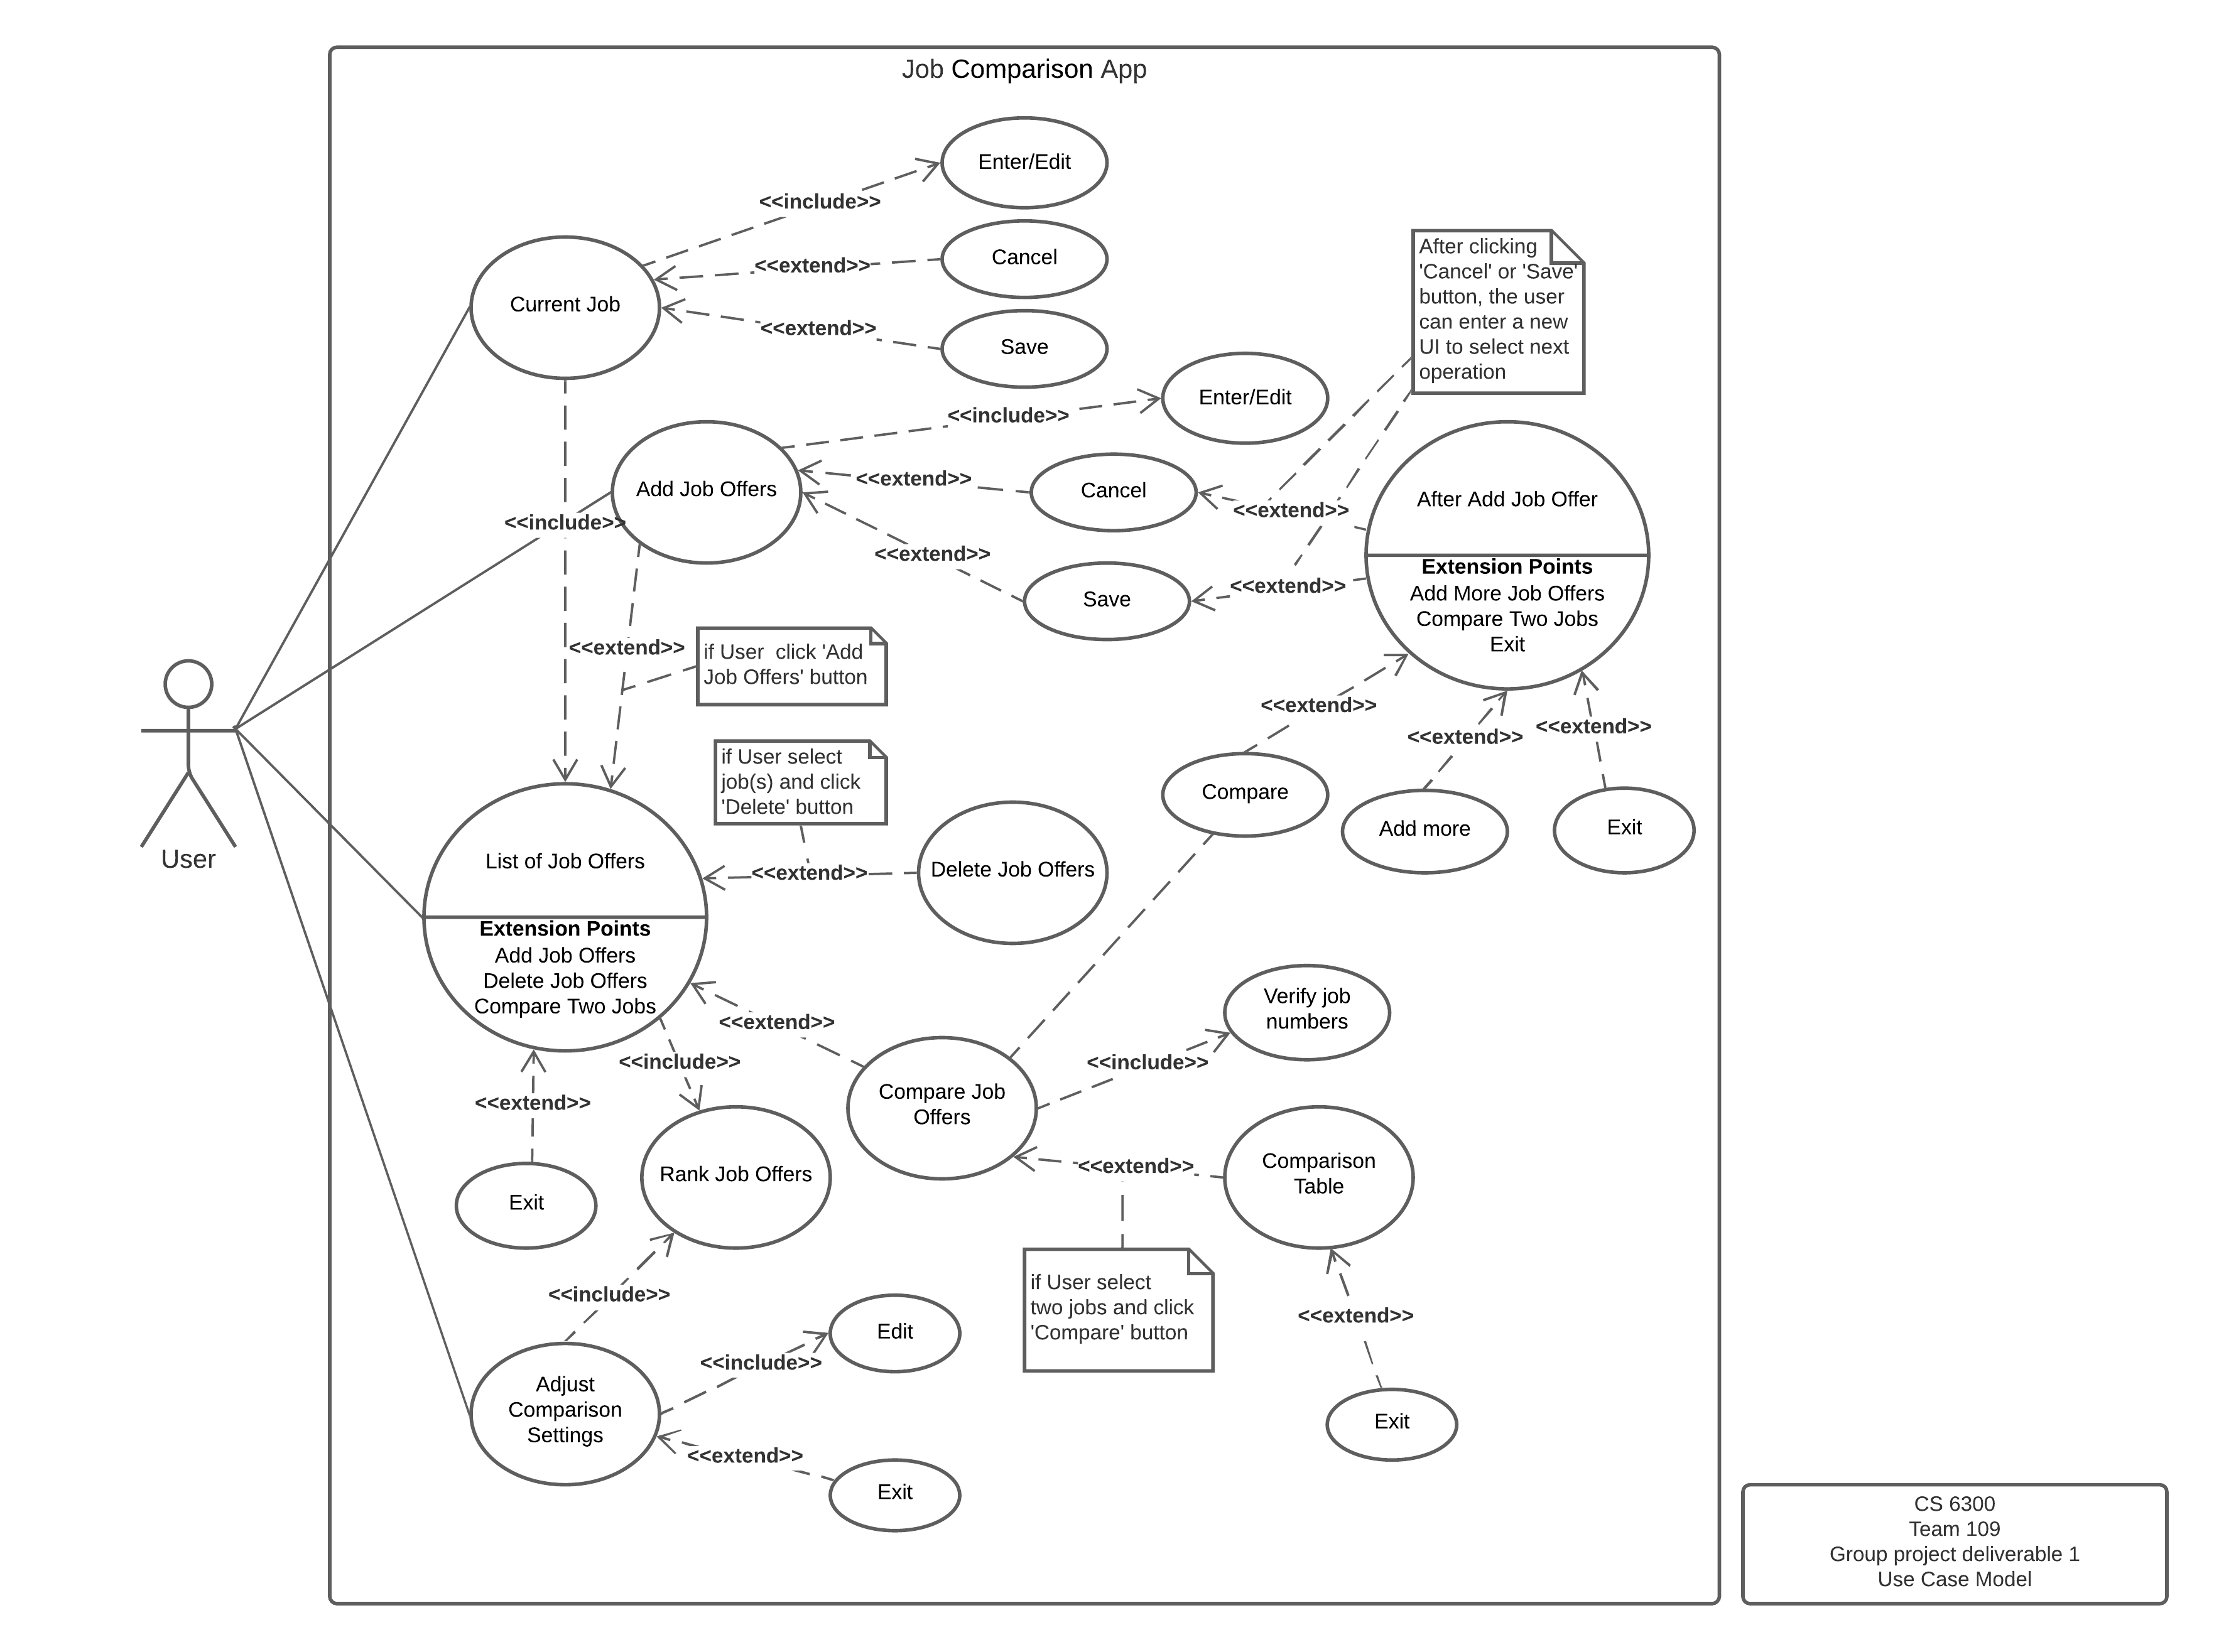 Job Comparison App
Enter/Edit
<<include>>
Cancel
<<extend>>
Current Job
<<extend>>
Save
After clicking
'Cancel' or 'Save'
button, the user
can enter a new
UI to select next
operation
Enter/Edit
<<include>>
Add Job Offers
<<extend>>
Cancel
<<extend>>
After Add Job Offer
<<include>>
<<extend>>
Save
<<extend>>
Extension Points
Add More Job Offers
Compare Two Jobs
Exit
<<extend>>
if User  click 'Add
Job Offers' button
<<extend>>
<<extend>>
<<extend>>
if User select
job(s) and click
'Delete' button
Compare
Add more
Exit
User
List of Job Offers
<<extend>>
Delete Job Offers
Extension Points
Add Job Offers
Delete Job Offers
Compare Two Jobs
<<extend>>
<<include>>
<<extend>>
Verify job
numbers
<<include>>
Compare Job
Offers
Exit
Rank Job Offers
<<extend>>
Comparison
Table
if User select
two jobs and click
'Compare' button
<<include>>
<<extend>>
Edit
<<include>>
Adjust
Comparison
Settings
<<extend>>
Exit
Exit
CS 6300
Team 109
Group project deliverable 1
Use Case Model